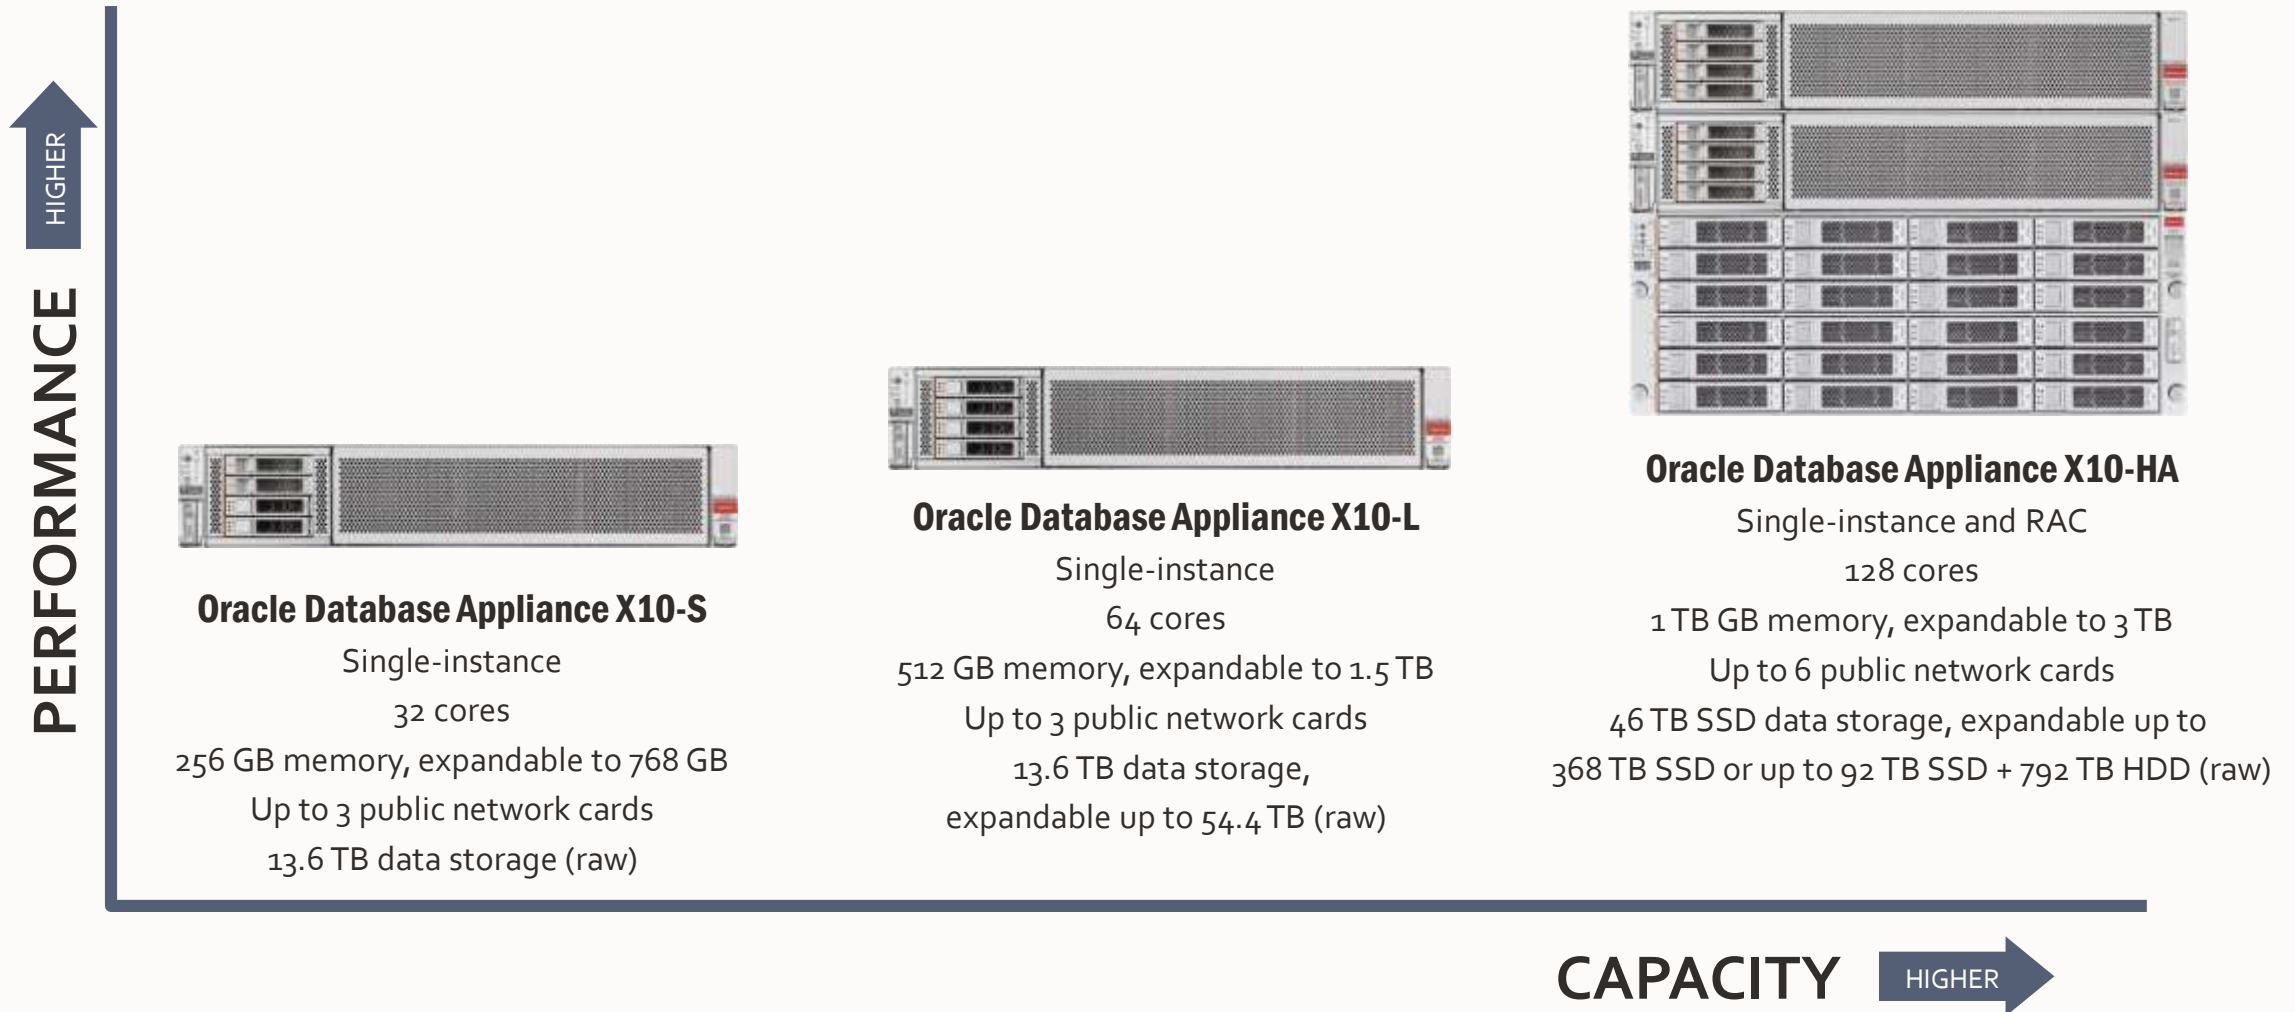 HIGHER
PERFORMANCE
Oracle Database Appliance X10-S
Single-instance
32 cores
256 GB memory, expandable to 768 GB
Up to 3 public network cards
13.6 TB data storage (raw)
Oracle Database Appliance X10-L
Single-instance
64 cores
512 GB memory, expandable to 1.5 TB
Up to 3 public network cards
13.6 TB data storage,
expandable up to 54.4 TB (raw)
Oracle Database Appliance X10-HA
Single-instance and RAC
128 cores
1 TB GB memory, expandable to 3 TB
Up to 6 public network cards
46 TB SSD data storage, expandable up to
368 TB SSD or up to 92 TB SSD + 792 TB HDD (raw)
CAPACITY
HIGHER